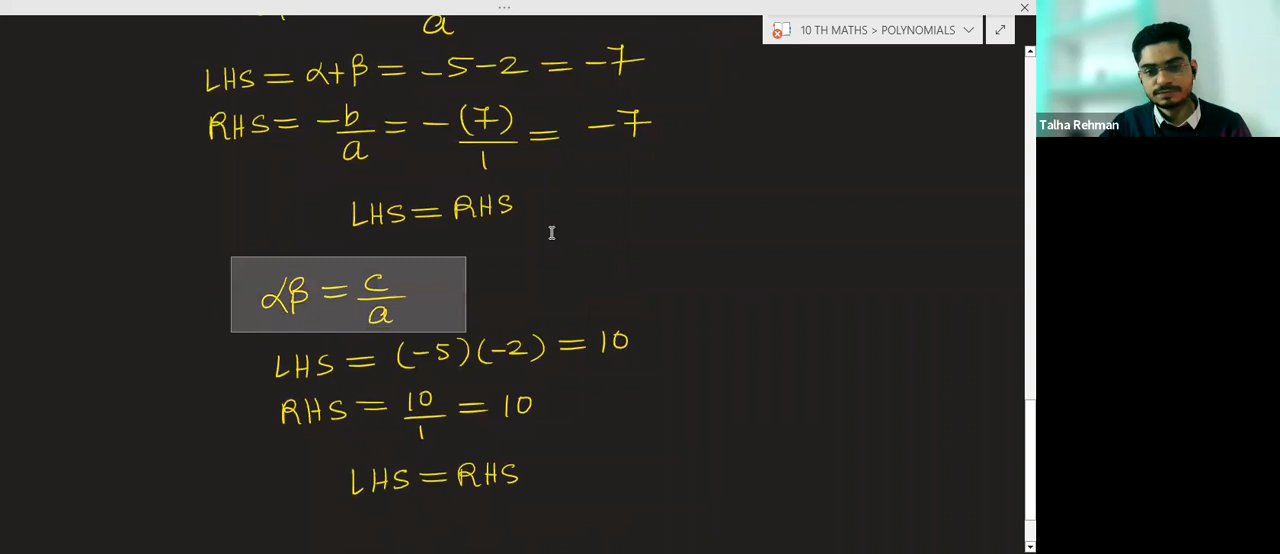 a
10 TH MATHS > POLYNOMIALS
LHS = α+β = -5-2 = -7
Talha Rehman
RHS = -b/a = -(7)/1 = -7
LHS = RHS
αβ = c/a
LHS = (-5)(-2) = 10
RHS = 10/1 = 10
LHS = RHS